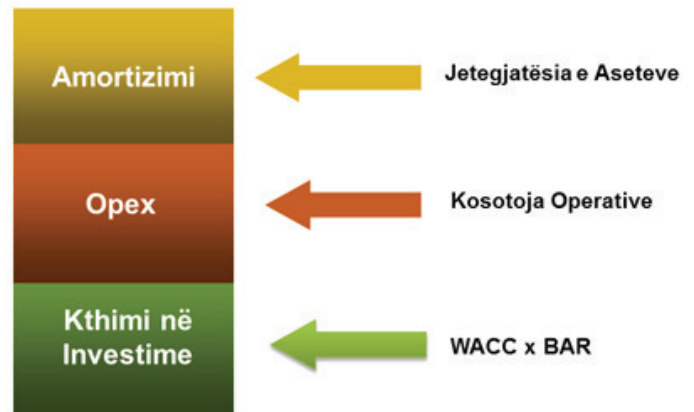 Amortizimi
Jetegjatësia e Aseteve
Opex
Kosotoja Operative
Kthimi në
Investime
WACC x BAR